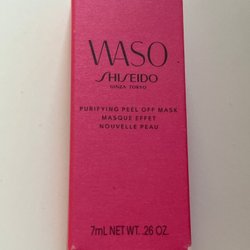 WASO
SHISEIDO
GINZA TOKYO
PURIFYING PEEL OFF MASK
MASQUE EFFET
NOUVELLE PEAU
7mL NET WT. .26 OZ.